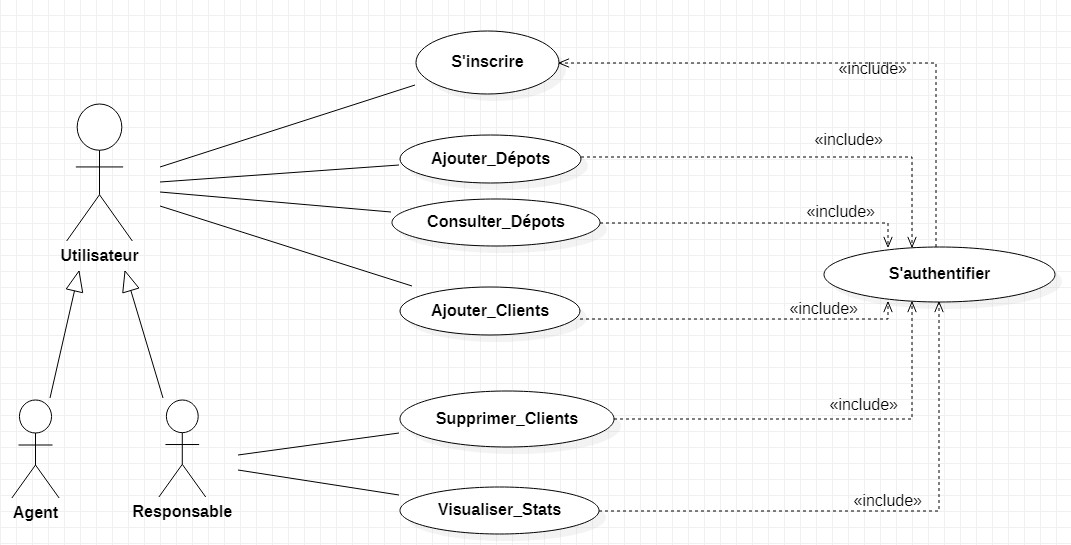 S'inscrire
«include»
Ajouter_Dépots
«include»
Consulter_Dépots
«include»
Utilisateur
S'authentifier
Ajouter_Clients
«include»
Supprimer_Clients
«include»
Agent
Responsable
Visualiser_Stats
«include»